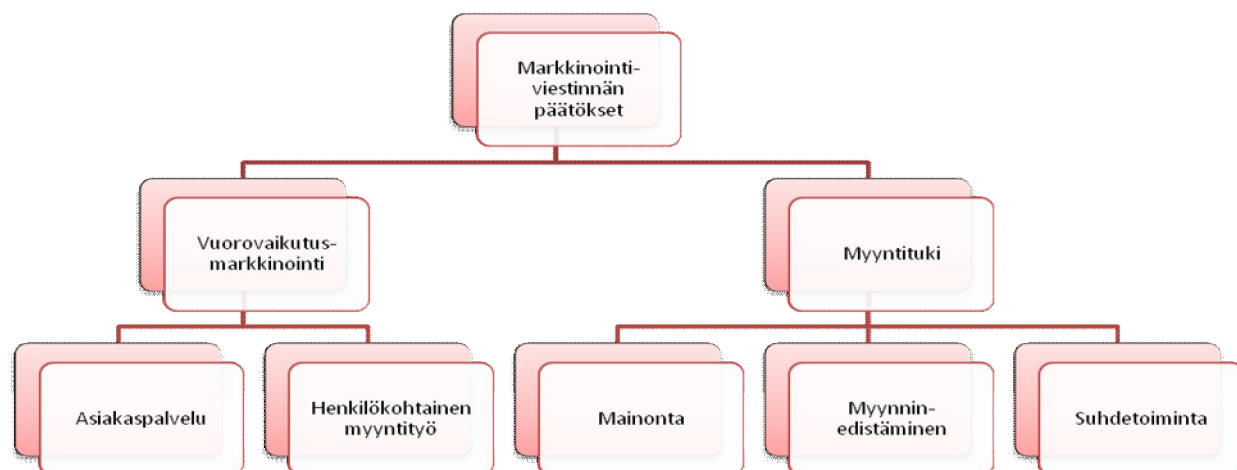 Markkinointi-
viestinnän
päätökset
Vuorovaikutus-
markkinointi
Myyntituki
Asiakaspalvelu
Henkilökohtainen
myyntityö
Mainonta
Myynnin-
edistäminen
Suhdetoiminta